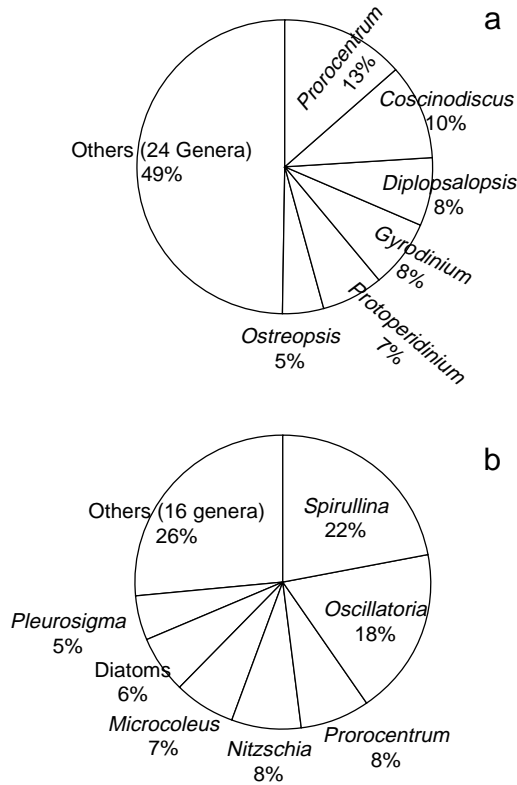 a
Prorocentrum
13%
Coscinodiscus
10%
Diplopsalopsis
8%
Gyrodinium
8%
Protoperidinium
7%
Ostreopsis
5%
Others (24 Genera)
49%
b
Spirullina
22%
Oscillatoria
18%
Prorocentrum
8%
Nitzschia
8%
Microcoleus
7%
Diatoms
6%
Pleurosigma
5%
Others (16 genera)
26%